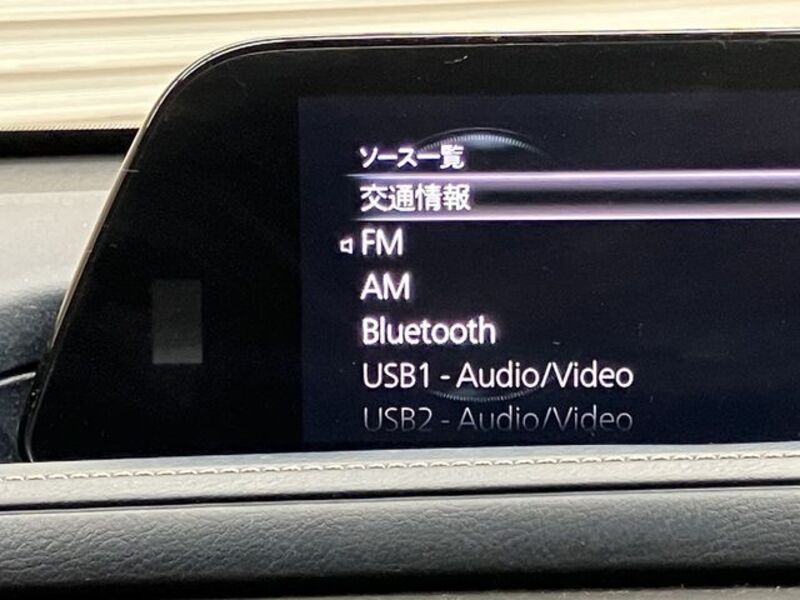 ソース一覧
交通情報
FM
AM
Bluetooth
USB1 - Audio/Video
USB2 - Audio/Video